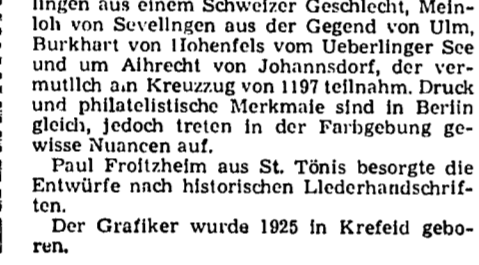 lingen aus einem Schweizer Geschlecht, Mein-
loh von Sevelingen aus der Gegend von Ulm,
Burkhart von Hohenfels vom Ueberlinger See
und um Albrecht von Johannsdorf, der ver-
mutlich am Kreuzzug von 1197 teilnahm. Druck
und philatelistische Merkmale sind in Berlin
gleich, jedoch treten in der Farbgebung ge-
wisse Nuancen auf.
Paul Froitzheim aus St. Tönis besorgte die
Entwürfe nach historischen Liederhandschrif-
ten.
Der Grafiker wurde 1925 in Krefeld gebo-
ren.